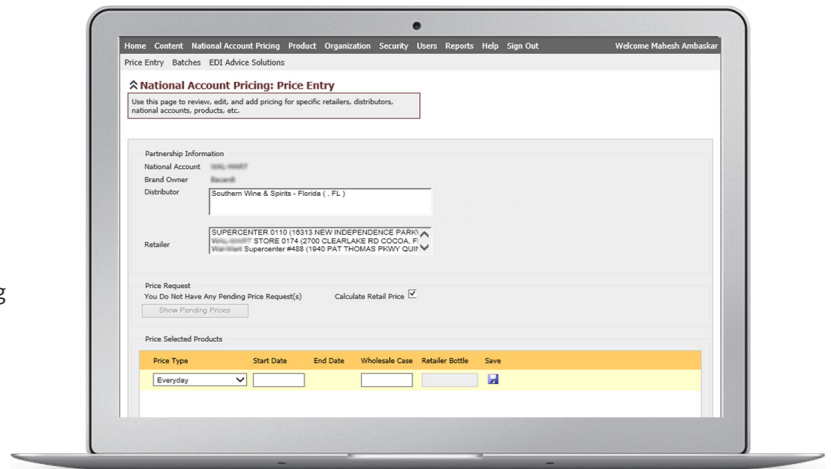 Home Content National Account Pricing Product Organization Security Users Reports Help Sign Out Welcome Mahesh Ambaskar
Price Entry Batches EDI Advice Solutions
National Account Pricing: Price Entry
Use this page to review, edit, and add pricing for specific retailers, distributors,
national accounts, products, etc.
Partnership Information
National Account
Brand Owner
Distributor Southern Wine & Spirits - Florida ( , FL )
SUPERCENTER 0110 (16313 NEW INDEPENDENCE PARKW
STORE 0174 (2700 CLEARLAKE RD COCOA, F
Retailer Supercenter #488 (1940 PAT THOMAS PKWY QUIN
Price Request
You Do Not Have Any Pending Price Request(s) Calculate Retail Price
Show Pending Prices
g
Price Selected Products
Price Type Start Date End Date Wholesale Case Retailer Bottle Save
Everyday